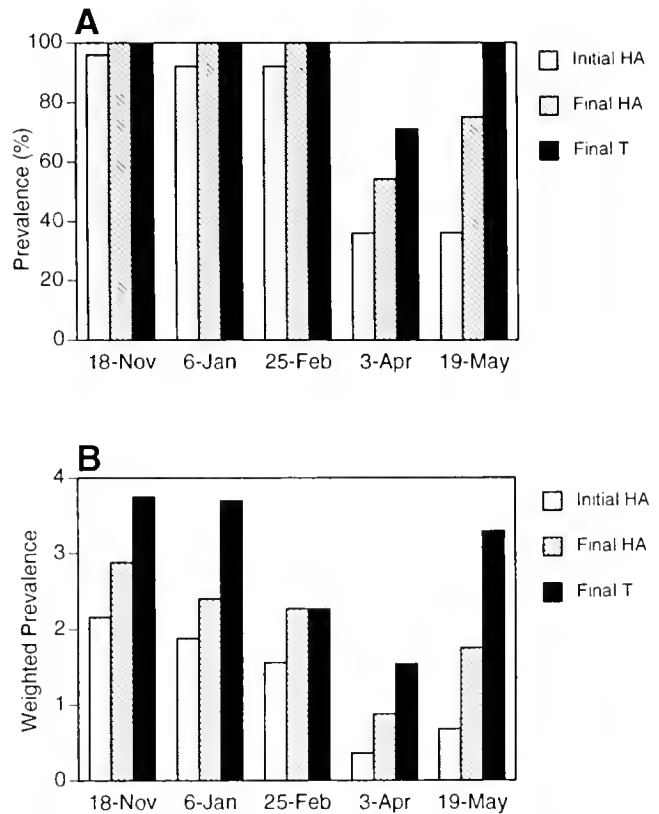 A
Prevalence (%)
100
80
60
40
20
0
18-Nov 6-Jan 25-Feb 3-Apr 19-May
Initial HA
Final HA
Final T
B
Weighted Prevalence
4
3
2
1
0
18-Nov 6-Jan 25-Feb 3-Apr 19-May
Initial HA
Final HA
Final T